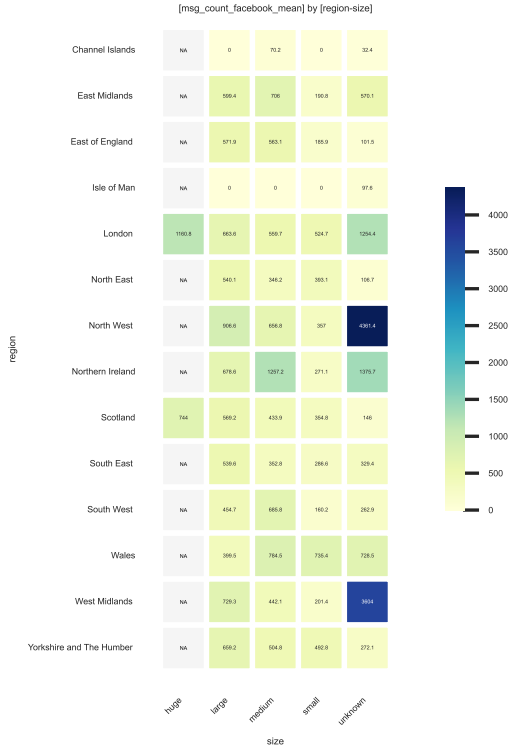 [msg_count_facebook_mean] by [region-size]
Channel Islands NA 0 70.2 0 32.4
East Midlands NA 599.4 706 190.8 570.1
East of England NA 571.9 563.1 185.9 101.5
Isle of Man NA 0 0 0 97.6
London 1160.8 663.8 559.7 524.7 1254.4
North East NA 540.1 346.2 393.1 106.7
North West NA 906.6 656.8 357 4361.4
Northern Ireland NA 678.6 1257.2 271.1 1375.7
Scotland 744 569.2 433.9 354.8 146
South East NA 539.6 352.8 286.6 329.4
South West NA 454.7 685.8 160.2 262.9
Wales NA 399.5 784.5 735.4 728.5
West Midlands NA 729.3 442.1 201.4 3604
Yorkshire and The Humber NA 659.2 504.8 492.8 272.1
huge large medium small unknown
size
region
4000
3500
3000
2500
2000
1500
1000
500
0